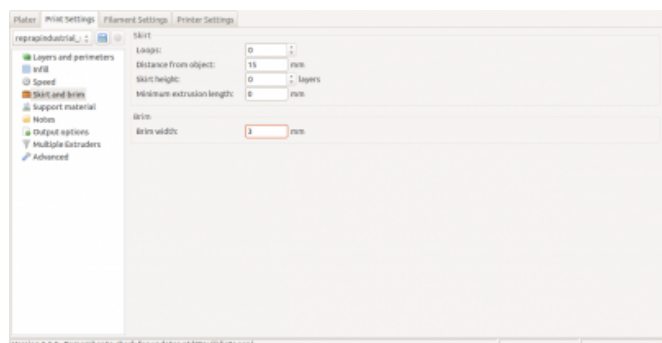 Plater Print Settings Filament Settings Printer Settings
reprapindustrial_
Layers and perimeters
Infill
Speed
Skirt and brim
Support material
Notes
Output options
Multiple Extruders
Advanced
Skirt
Loops: 0
Distance from object: 15 mm
Skirt height: 0 layers
Minimum extrusion length: 0 mm
Brim
Brim width: 3 mm